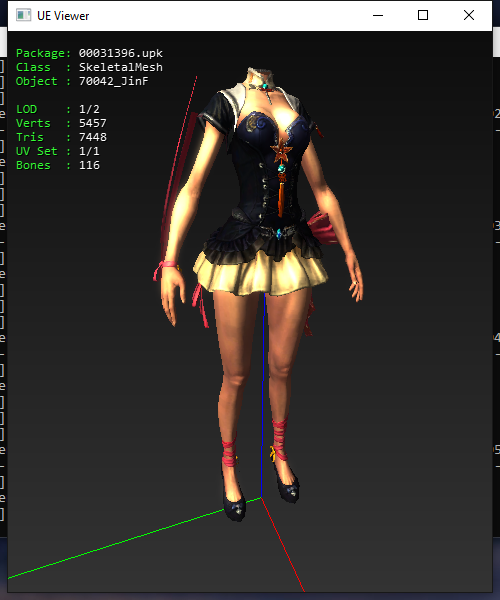 UE Viewer
Package: 00031396.upk
Class  : SkeletalMesh
Object : 70042_JinF
LOD    : 1/2
Verts  : 5457
Tris   : 7448
UV Set : 1/1
Bones  : 116